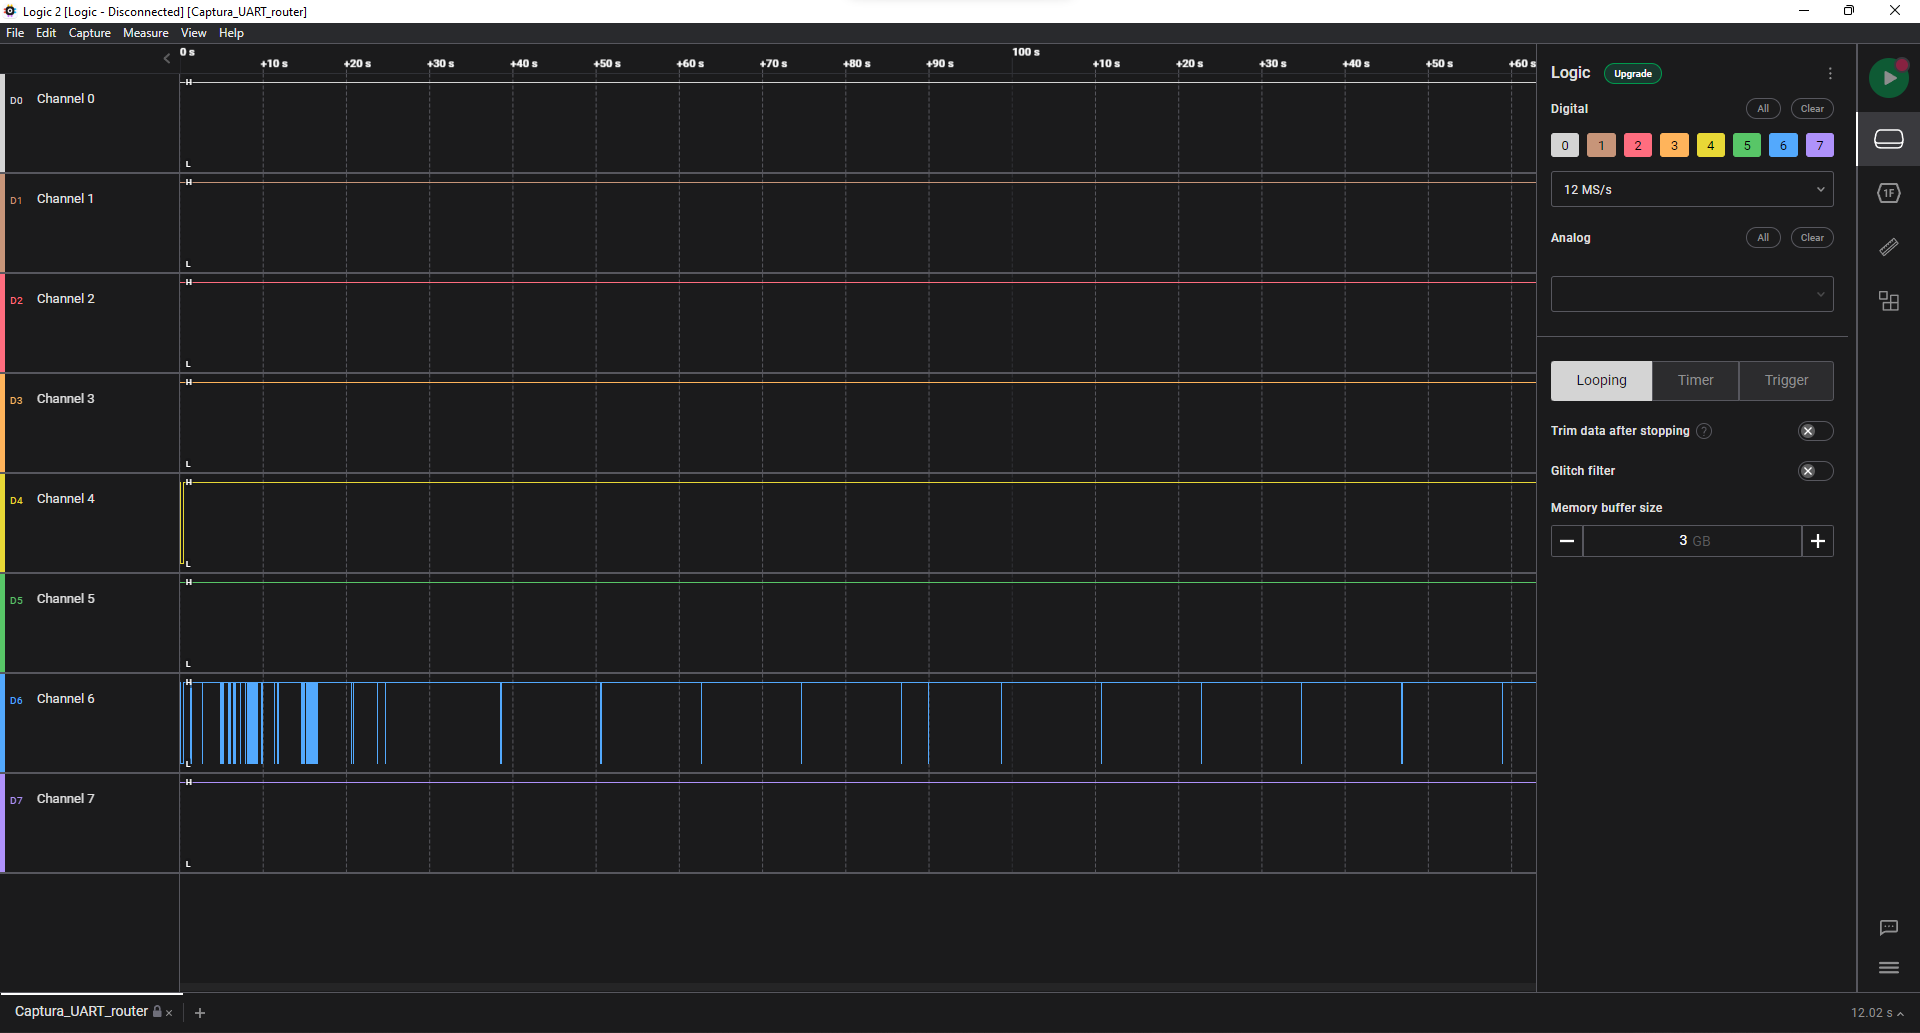 Logic 2 [Logic - Disconnected] [Captura_UART_router]
File Edit Capture Measure View Help
0 s 100 s
+10 s +20 s +30 s +40 s +50 s +60 s +70 s +80 s +90 s +10 s +20 s +30 s +40 s +50 s +60 s
D0 Channel 0
H
L
D1 Channel 1
H
L
D2 Channel 2
H
L
D3 Channel 3
H
L
D4 Channel 4
H
L
D5 Channel 5
H
L
D6 Channel 6
H
L
D7 Channel 7
H
L
Logic Upgrade
Digital All Clear
0 1 2 3 4 5 6 7
12 MS/s
Analog All Clear
Looping Timer Trigger
Trim data after stopping ?
Glitch filter
Memory buffer size
3 GB
1F
Captura_UART_router
12.02 s